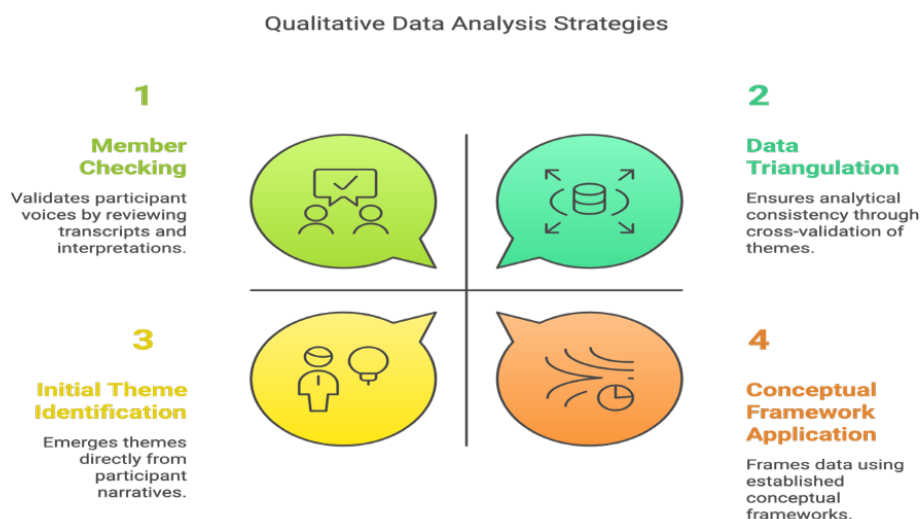 Qualitative Data Analysis Strategies
1
Member
Checking
Validates participant
voices by reviewing
transcripts and
interpretations.
2
Data
Triangulation
Ensures analytical
consistency through
cross-validation of
themes.
3
Initial Theme
Identification
Emerges themes
directly from
participant
narratives.
4
Conceptual
Framework
Application
Frames data using
established
conceptual
frameworks.